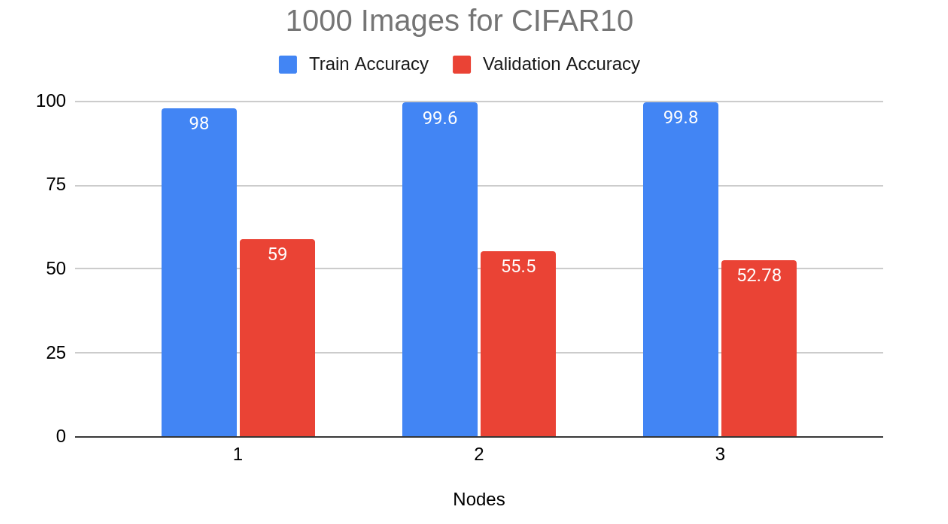 1000 Images for CIFAR10
Train Accuracy Validation Accuracy
100
75
50
25
0
98
59
99.6
55.5
99.8
52.78
1 2 3
Nodes